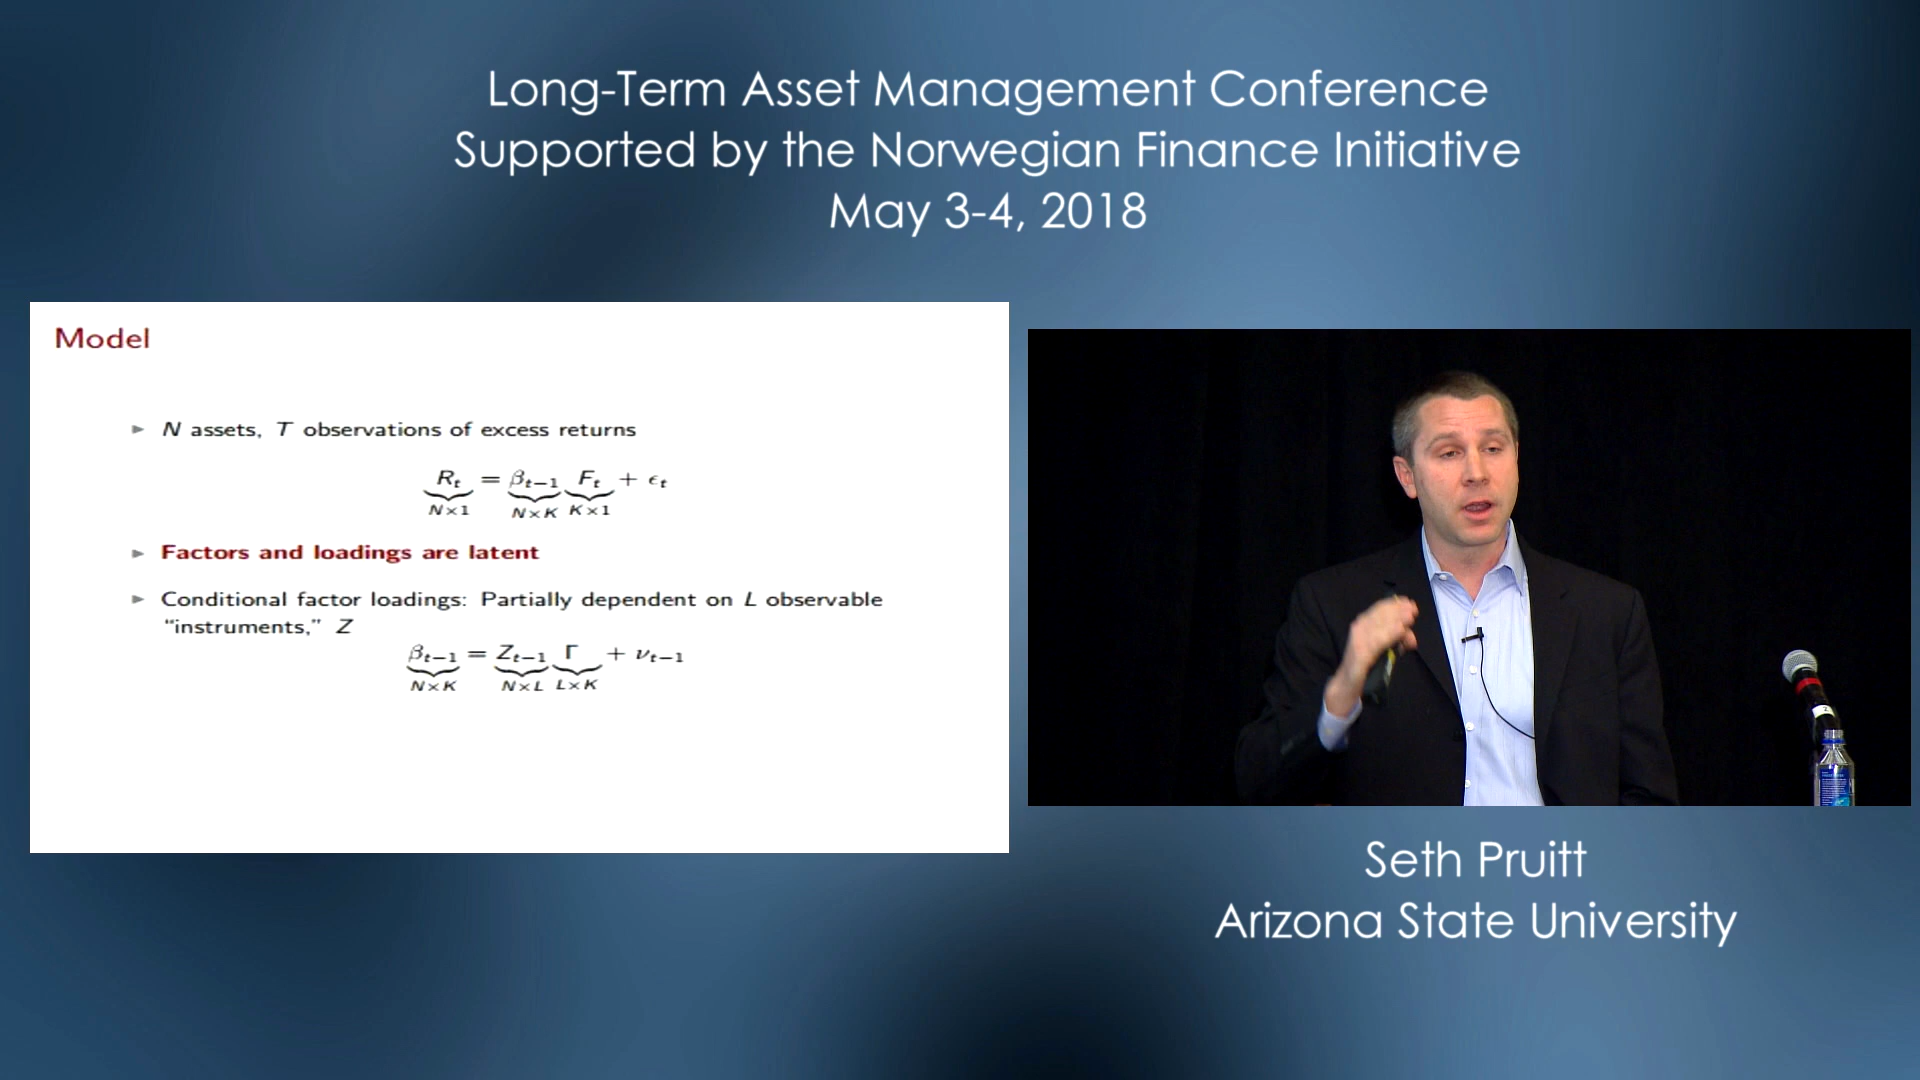 Long-Term Asset Management Conference
Supported by the Norwegian Finance Initiative
May 3-4, 2018
Model
► N assets, T observations of excess returns
R_t = β_{t−1} F_t + ϵ_t
N×1 N×K K×1
► Factors and loadings are latent
► Conditional factor loadings: Partially dependent on L observable
“instruments,” Z
β_{t−1} = Z_{t−1} Γ + ν_{t−1}
N×K N×L L×K
Seth Pruitt
Arizona State University